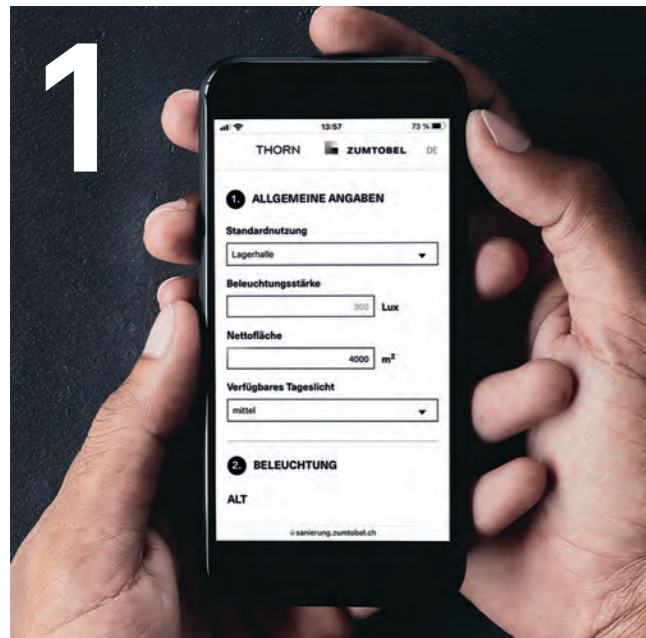 1
13:57
73 %
THORN ZUMTOBEL DE
1. ALLGEMEINE ANGABEN
Standardnutzung
Lagerhalle
Beleuchtungsstärke
300 Lux
Nettofläche
4000 m²
Verfügbares Tageslicht
mittel
2. BELEUCHTUNG
ALT
sanierung.zumtobel.ch